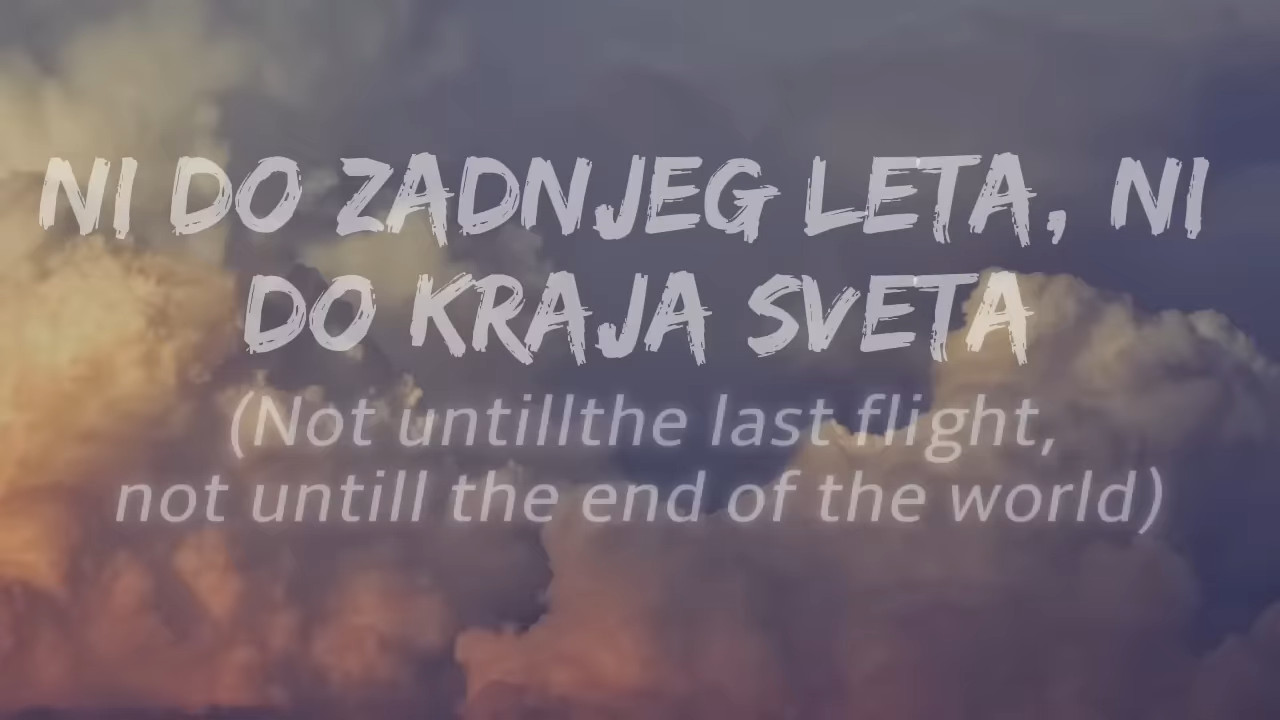 NI DO ZADNJEG LETA, NI
DO KRAJA SVETA
(Not untillthe last flight,
not untill the end of the world)